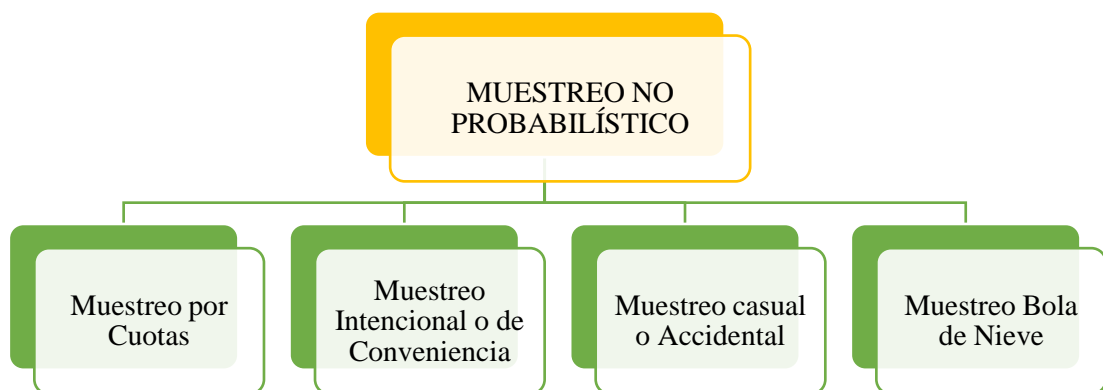 MUESTREO NO
PROBABILÍSTICO
Muestreo por
Cuotas
Muestreo
Intencional o de
Conveniencia
Muestreo casual
o Accidental
Muestreo Bola
de Nieve